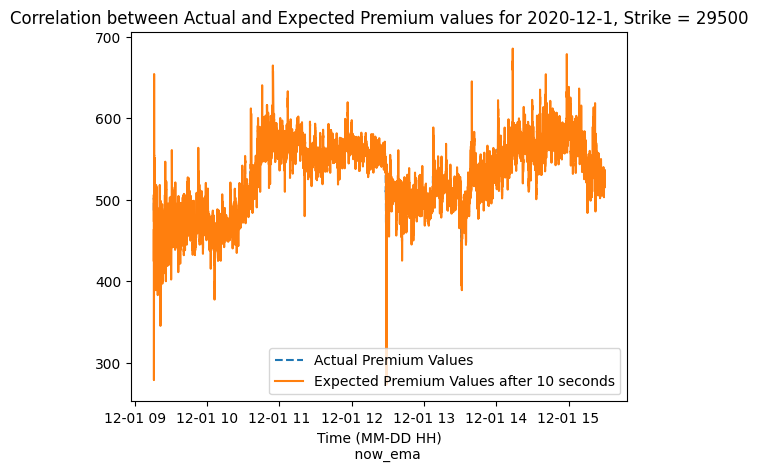 Correlation between Actual and Expected Premium values for 2020-12-1, Strike = 29500
700
600
500
400
300
Actual Premium Values
Expected Premium Values after 10 seconds
12-01 09 12-01 10 12-01 11 12-01 12 12-01 13 12-01 14 12-01 15
Time (MM-DD HH)
now_ema